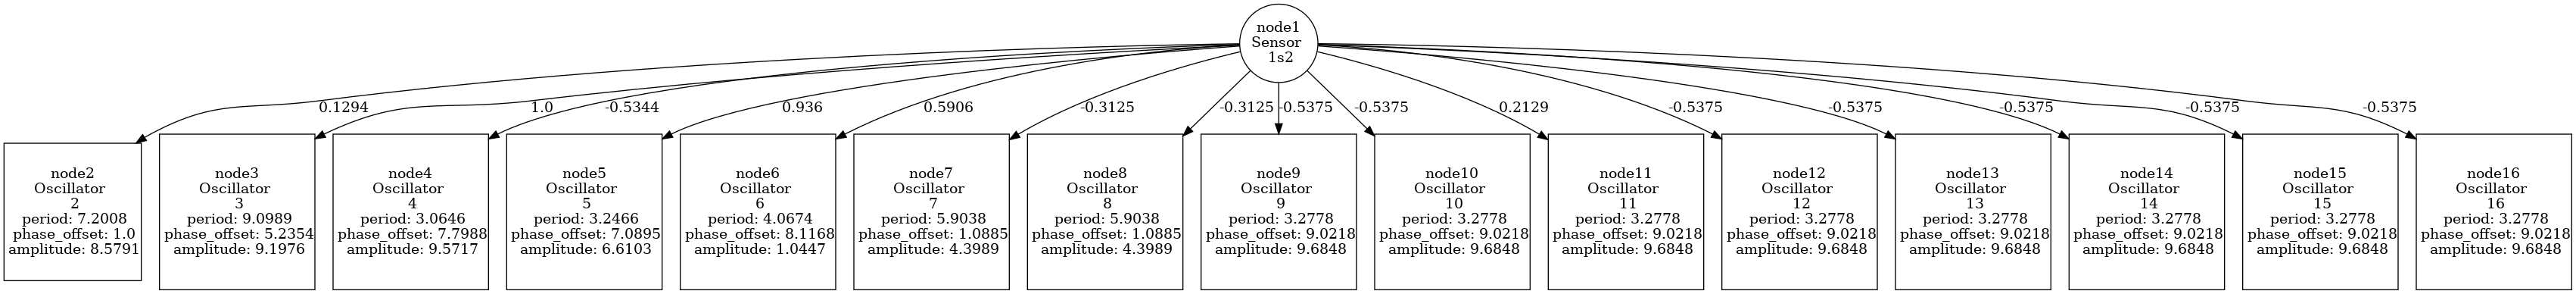 node1
Sensor
1s2
0.1294
1.0
-0.5344
0.936
0.5906
-0.3125
-0.3125
-0.5375
-0.5375
0.2129
-0.5375
-0.5375
-0.5375
-0.5375
-0.5375
node2
Oscillator
2
period: 7.2008
phase_offset: 1.0
amplitude: 8.5791
node3
Oscillator
3
period: 9.0989
phase_offset: 5.2354
amplitude: 9.1976
node4
Oscillator
4
period: 3.0646
phase_offset: 7.7988
amplitude: 9.5717
node5
Oscillator
5
period: 3.2466
phase_offset: 7.0895
amplitude: 6.6103
node6
Oscillator
6
period: 4.0674
phase_offset: 8.1168
amplitude: 1.0447
node7
Oscillator
7
period: 5.9038
phase_offset: 1.0885
amplitude: 4.3989
node8
Oscillator
8
period: 5.9038
phase_offset: 1.0885
amplitude: 4.3989
node9
Oscillator
9
period: 3.2778
phase_offset: 9.0218
amplitude: 9.6848
node10
Oscillator
10
period: 3.2778
phase_offset: 9.0218
amplitude: 9.6848
node11
Oscillator
11
period: 3.2778
phase_offset: 9.0218
amplitude: 9.6848
node12
Oscillator
12
period: 3.2778
phase_offset: 9.0218
amplitude: 9.6848
node13
Oscillator
13
period: 3.2778
phase_offset: 9.0218
amplitude: 9.6848
node14
Oscillator
14
period: 3.2778
phase_offset: 9.0218
amplitude: 9.6848
node15
Oscillator
15
period: 3.2778
phase_offset: 9.0218
amplitude: 9.6848
node16
Oscillator
16
period: 3.2778
phase_offset: 9.0218
amplitude: 9.6848